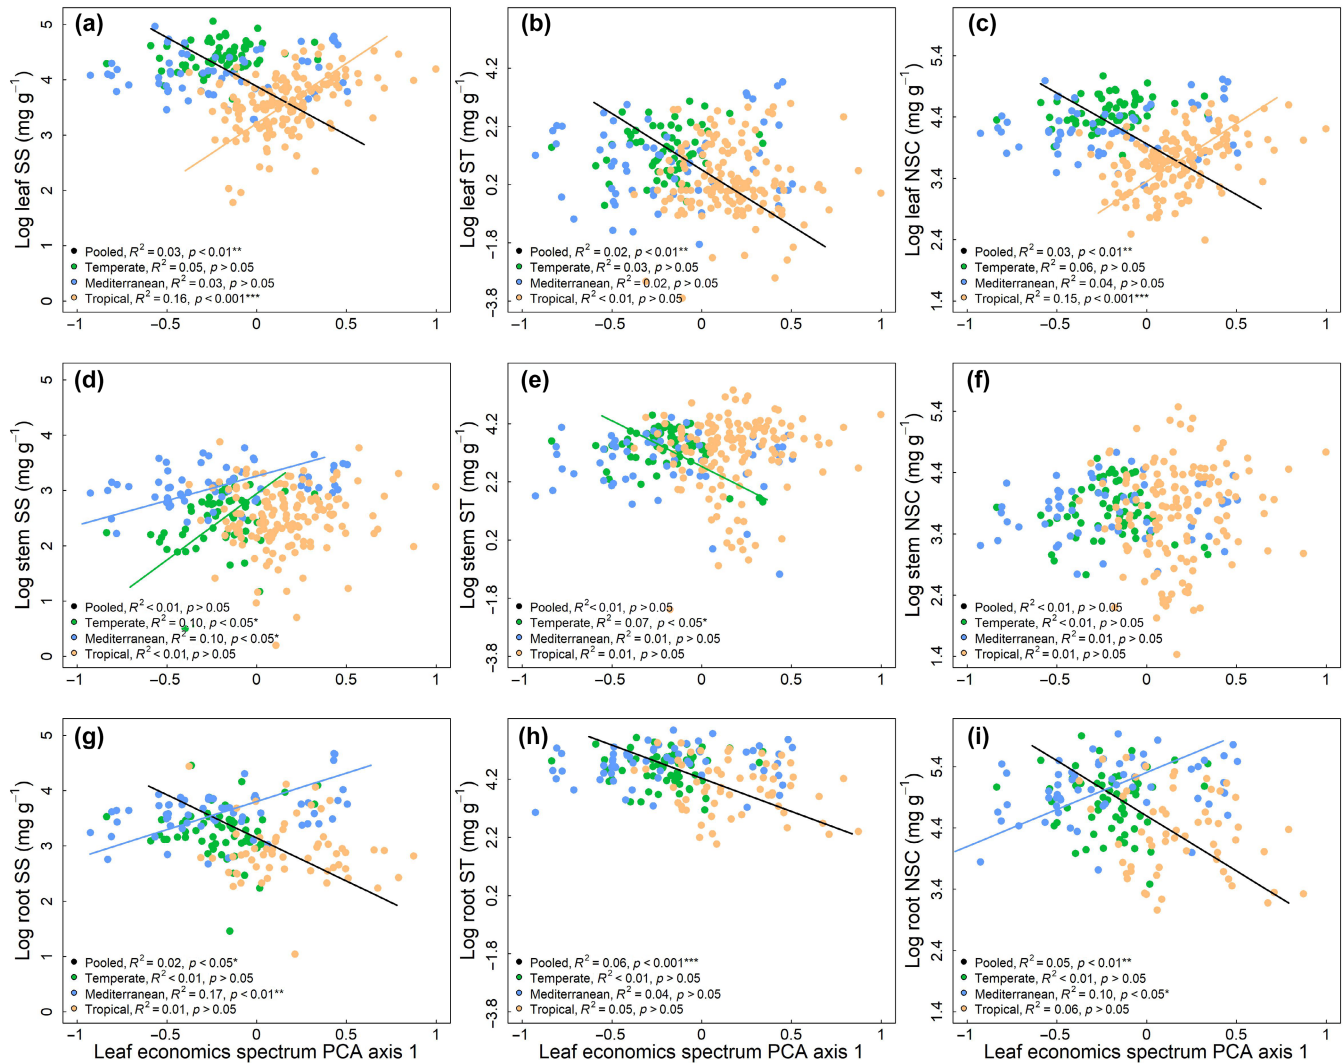 (a)
Log leaf SS (mg g−1)
5
4
3
2
1
0
Pooled, R2 = 0.03, p < 0.01**
Temperate, R2 = 0.05, p > 0.05
Mediterranean, R2 = 0.03, p > 0.05
Tropical, R2 = 0.16, p < 0.001***
−1 −0.5 0 0.5 1
(b)
Log leaf ST (mg g−1)
4.2
2.2
0.2
−1.8
−3.8
Pooled, R2 = 0.02, p < 0.01**
Temperate, R2 = 0.03, p > 0.05
Mediterranean, R2 = 0.02, p > 0.05
Tropical, R2 < 0.01, p > 0.05
−1 −0.5 0 0.5 1
(c)
Log leaf NSC (mg g−1)
5.4
4.4
3.4
2.4
1.4
Pooled, R2 = 0.03, p < 0.01**
Temperate, R2 = 0.06, p > 0.05
Mediterranean, R2 = 0.04, p > 0.05
Tropical, R2 = 0.15, p < 0.001***
−1 −0.5 0 0.5 1
(d)
Log stem SS (mg g−1)
5
4
3
2
1
0
Pooled, R2 < 0.01, p > 0.05
Temperate, R2 = 0.10, p < 0.05*
Mediterranean, R2 = 0.10, p < 0.05*
Tropical, R2 < 0.01, p > 0.05
−1 −0.5 0 0.5 1
(e)
Log stem ST (mg g−1)
4.2
2.2
0.2
−1.8
−3.8
Pooled, R2 < 0.01, p > 0.05
Temperate, R2 = 0.07, p < 0.05*
Mediterranean, R2 = 0.01, p > 0.05
Tropical, R2 = 0.01, p > 0.05
−1 −0.5 0 0.5 1
(f)
Log stem NSC (mg g−1)
5.4
4.4
3.4
2.4
1.4
Pooled, R2 < 0.01, p > 0.05
Temperate, R2 < 0.01, p > 0.05
Mediterranean, R2 = 0.01, p > 0.05
Tropical, R2 = 0.01, p > 0.05
−1 −0.5 0 0.5 1
(g)
Log root SS (mg g−1)
5
4
3
2
1
0
Pooled, R2 = 0.02, p < 0.05*
Temperate, R2 < 0.01, p > 0.05
Mediterranean, R2 = 0.17, p < 0.01**
Tropical, R2 = 0.01, p > 0.05
−1 −0.5 0 0.5 1
Leaf economics spectrum PCA axis 1
(h)
Log root ST (mg g−1)
4.2
2.2
0.2
−1.8
−3.8
Pooled, R2 = 0.06, p < 0.001***
Temperate, R2 < 0.01, p > 0.05
Mediterranean, R2 = 0.04, p > 0.05
Tropical, R2 = 0.05, p > 0.05
−1 −0.5 0 0.5 1
Leaf economics spectrum PCA axis 1
(i)
Log root NSC (mg g−1)
5.4
4.4
3.4
2.4
1.4
Pooled, R2 = 0.05, p < 0.01**
Temperate, R2 < 0.01, p > 0.05
Mediterranean, R2 = 0.10, p < 0.05*
Tropical, R2 = 0.06, p > 0.05
−1 −0.5 0 0.5 1
Leaf economics spectrum PCA axis 1